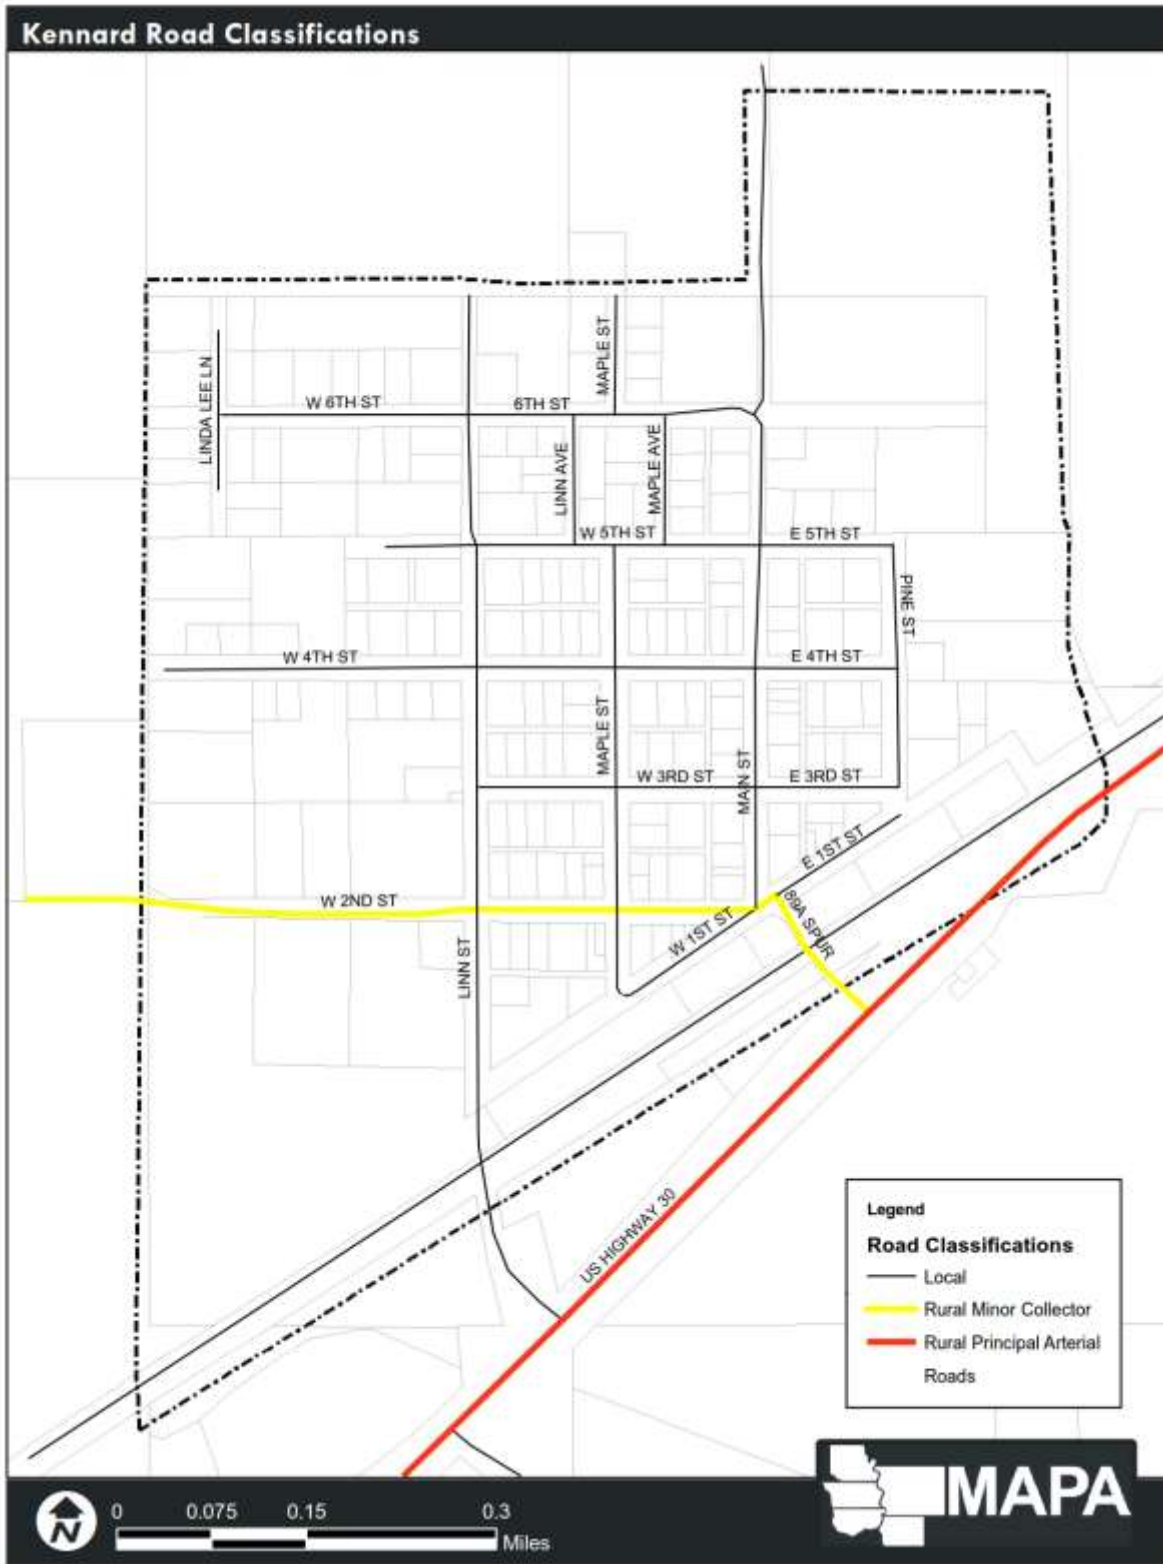 Kennard Road Classifications
MAPLE ST
LINDA LEE LN
W 6TH ST
6TH ST
LINN AVE
MAPLE AVE
W 5TH ST
E 5TH ST
PINE ST
W 4TH ST
E 4TH ST
MAPLE ST
MAIN ST
W 3RD ST
E 3RD ST
E 1ST ST
W 2ND ST
89A SPUR
W 1ST ST
LINN ST
US HIGHWAY 30
Legend
Road Classifications
Local
Rural Minor Collector
Rural Principal Arterial
Roads
N
0 0.075 0.15 0.3
Miles
MAPA